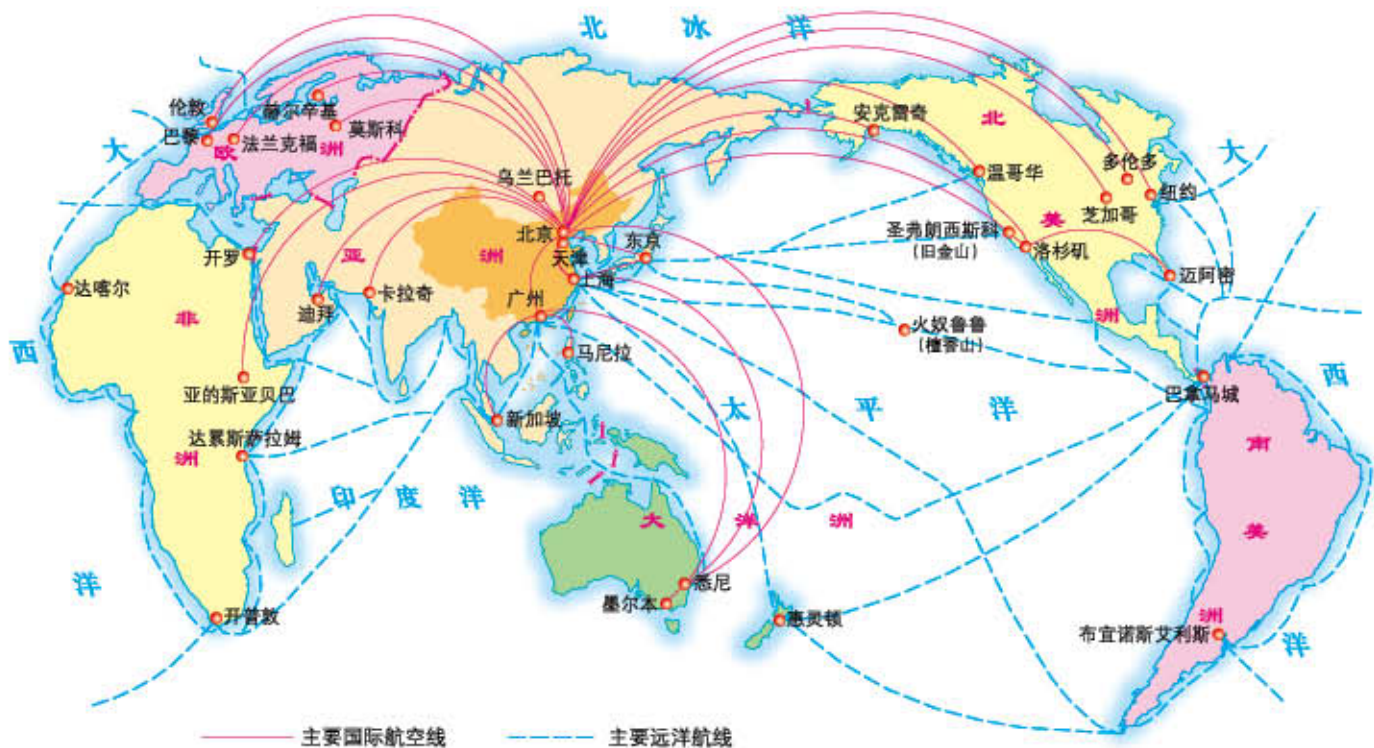 北冰洋
伦敦
赫尔辛基
安克雷奇
北
巴黎
法兰克福
莫斯科
大
欧洲
多伦多
大
温哥华
乌兰巴托
芝加哥
纽约
美
北京
东京
圣弗朗西斯科
(旧金山)
洛杉矶
开罗
亚洲
天津
上海
迈阿密
达喀尔
卡拉奇
迪拜
广州
非
洲
火奴鲁鲁
(檀香山)
西
马尼拉
西
亚的斯亚贝巴
巴拿马城
新加坡
太平洋
达累斯萨拉姆
洲
南
印度洋
大洋洲
美
洋
悉尼
墨尔本
开普敦
惠灵顿
洲
布宜诺斯艾利斯
洋
主要国际航空线
主要远洋航线